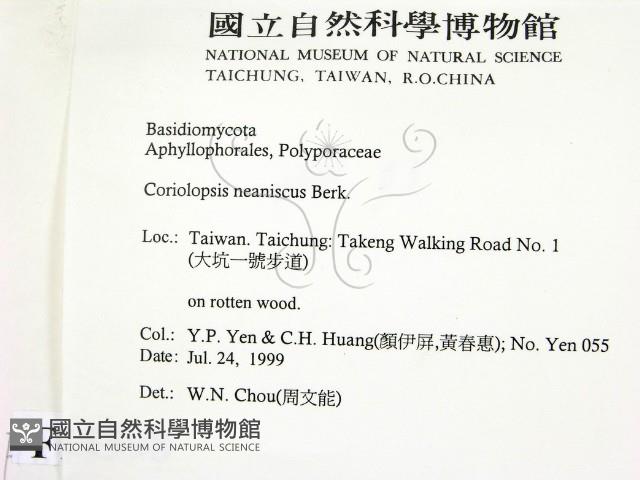 國立自然科學博物館
NATIONAL MUSEUM OF NATURAL SCIENCE
TAICHUNG, TAIWAN, R.O.CHINA
Basidiomycota
Aphyllophorales, Polyporaceae
Coriolopsis neaniscus Berk.
Loc.: Taiwan. Taichung: Takeng Walking Road No. 1
(大坑一號步道)
on rotten wood.
Col.: Y.P. Yen & C.H. Huang(顏伊屏,黃春惠); No. Yen 055
Date: Jul. 24, 1999
Det.: W.N. Chou(周文能)
國立自然科學博物館
NATIONAL MUSEUM OF NATURAL SCIENCE